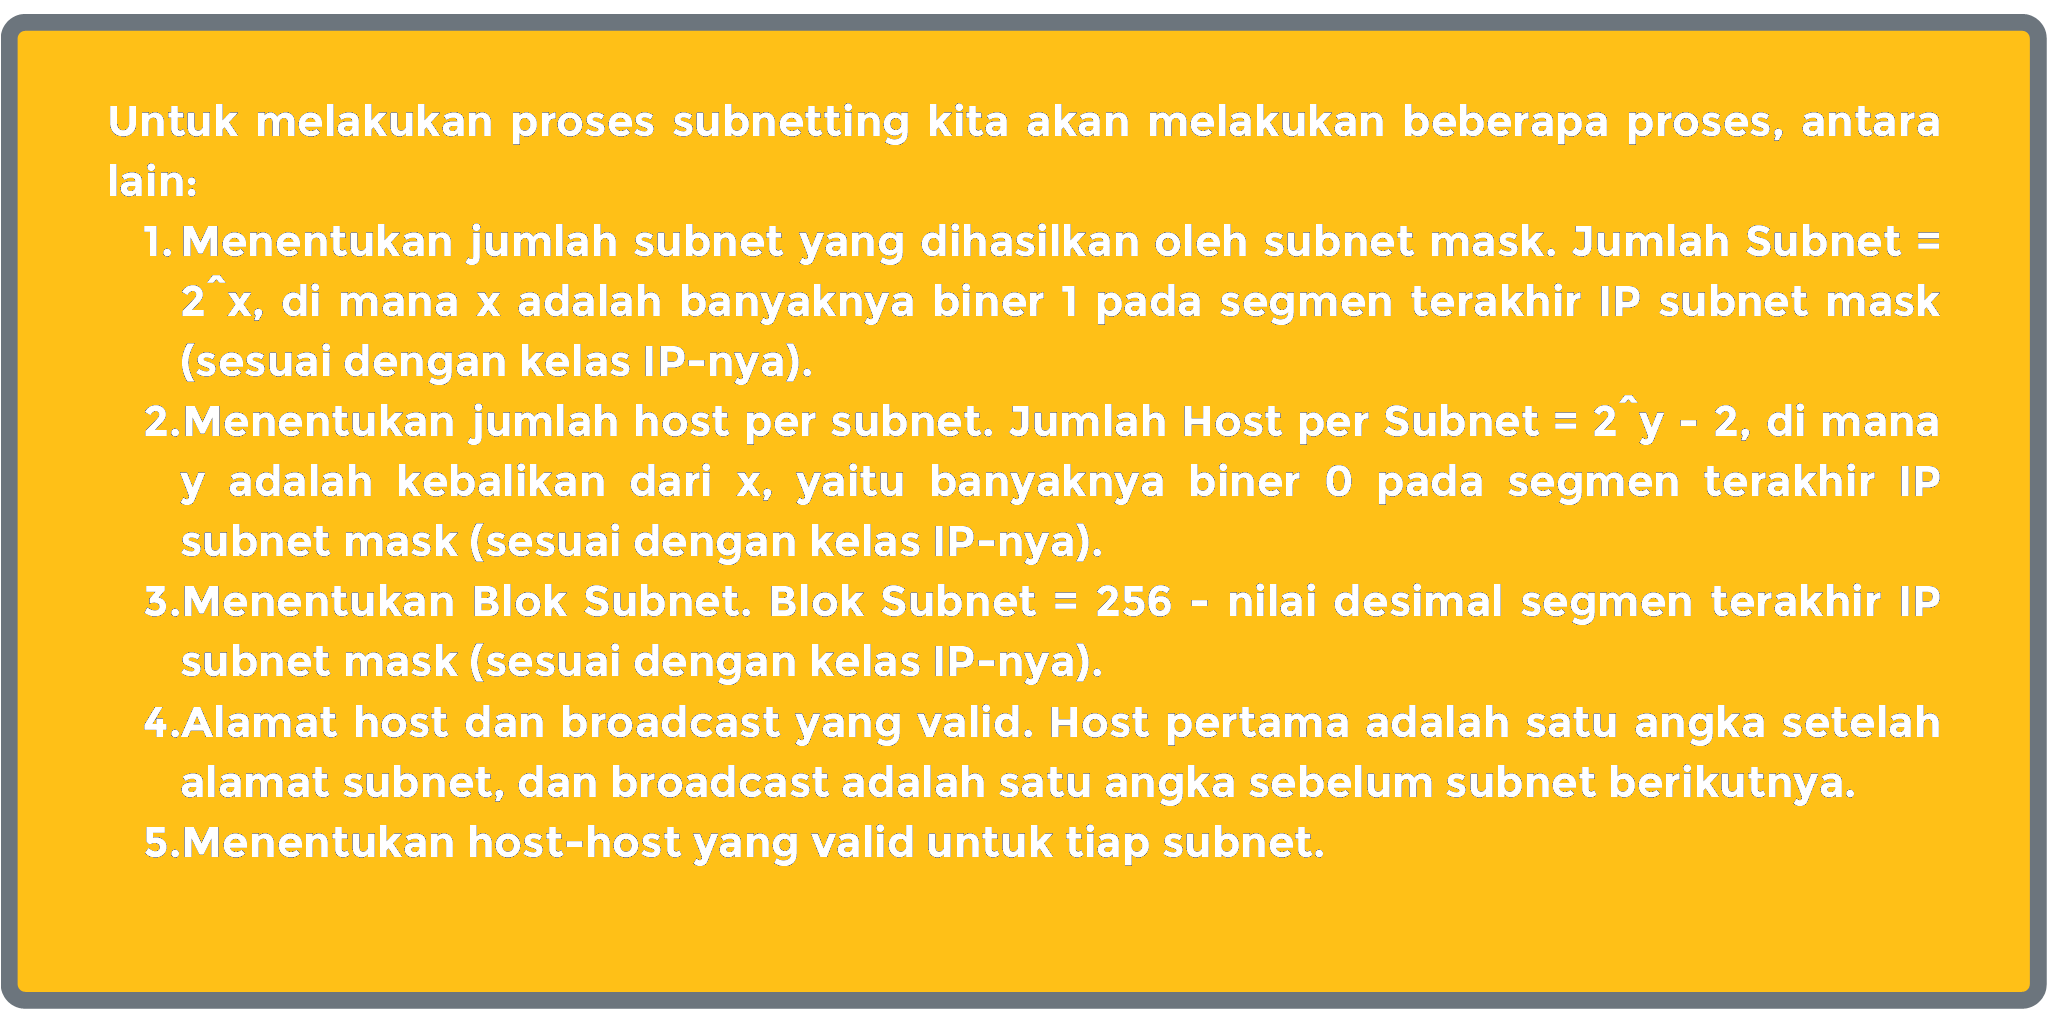 Untuk melakukan proses subnetting kita akan melakukan beberapa proses, antara
lain:
1. Menentukan jumlah subnet yang dihasilkan oleh subnet mask. Jumlah Subnet =
2^x, di mana x adalah banyaknya biner 1 pada segmen terakhir IP subnet mask
(sesuai dengan kelas IP-nya).
2.Menentukan jumlah host per subnet. Jumlah Host per Subnet = 2^y - 2, di mana
y adalah kebalikan dari x, yaitu banyaknya biner 0 pada segmen terakhir IP
subnet mask (sesuai dengan kelas IP-nya).
3.Menentukan Blok Subnet. Blok Subnet = 256 - nilai desimal segmen terakhir IP
subnet mask (sesuai dengan kelas IP-nya).
4.Alamat host dan broadcast yang valid. Host pertama adalah satu angka setelah
alamat subnet, dan broadcast adalah satu angka sebelum subnet berikutnya.
5.Menentukan host-host yang valid untuk tiap subnet.